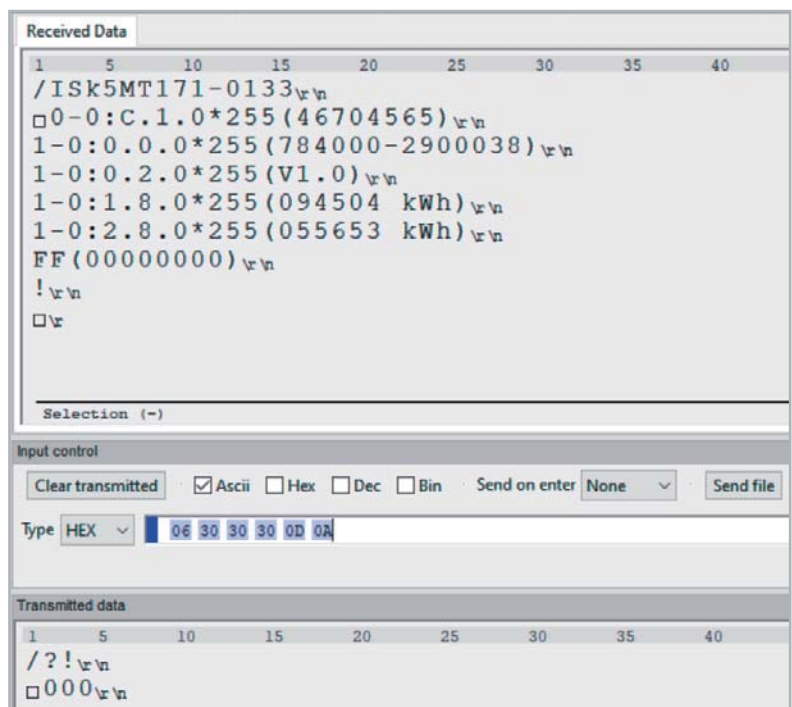 Received Data
1 5 10 15 20 25 30 35 40
/ISk5MT171-0133\r\n
□0-0:C.1.0*255(46704565)\r\n
1-0:0.0.0*255(784000-2900038)\r\n
1-0:0.2.0*255(V1.0)\r\n
1-0:1.8.0*255(094504 kWh)\r\n
1-0:2.8.0*255(055653 kWh)\r\n
FF(00000000)\r\n
!\r\n
□\r
Selection (-)
Input control
Clear transmitted Ascii Hex Dec Bin Send on enter None Send file
Type HEX 06 30 30 30 0D 0A
Transmitted data
1 5 10 15 20 25 30 35 40
/?!\r\n
□000\r\n